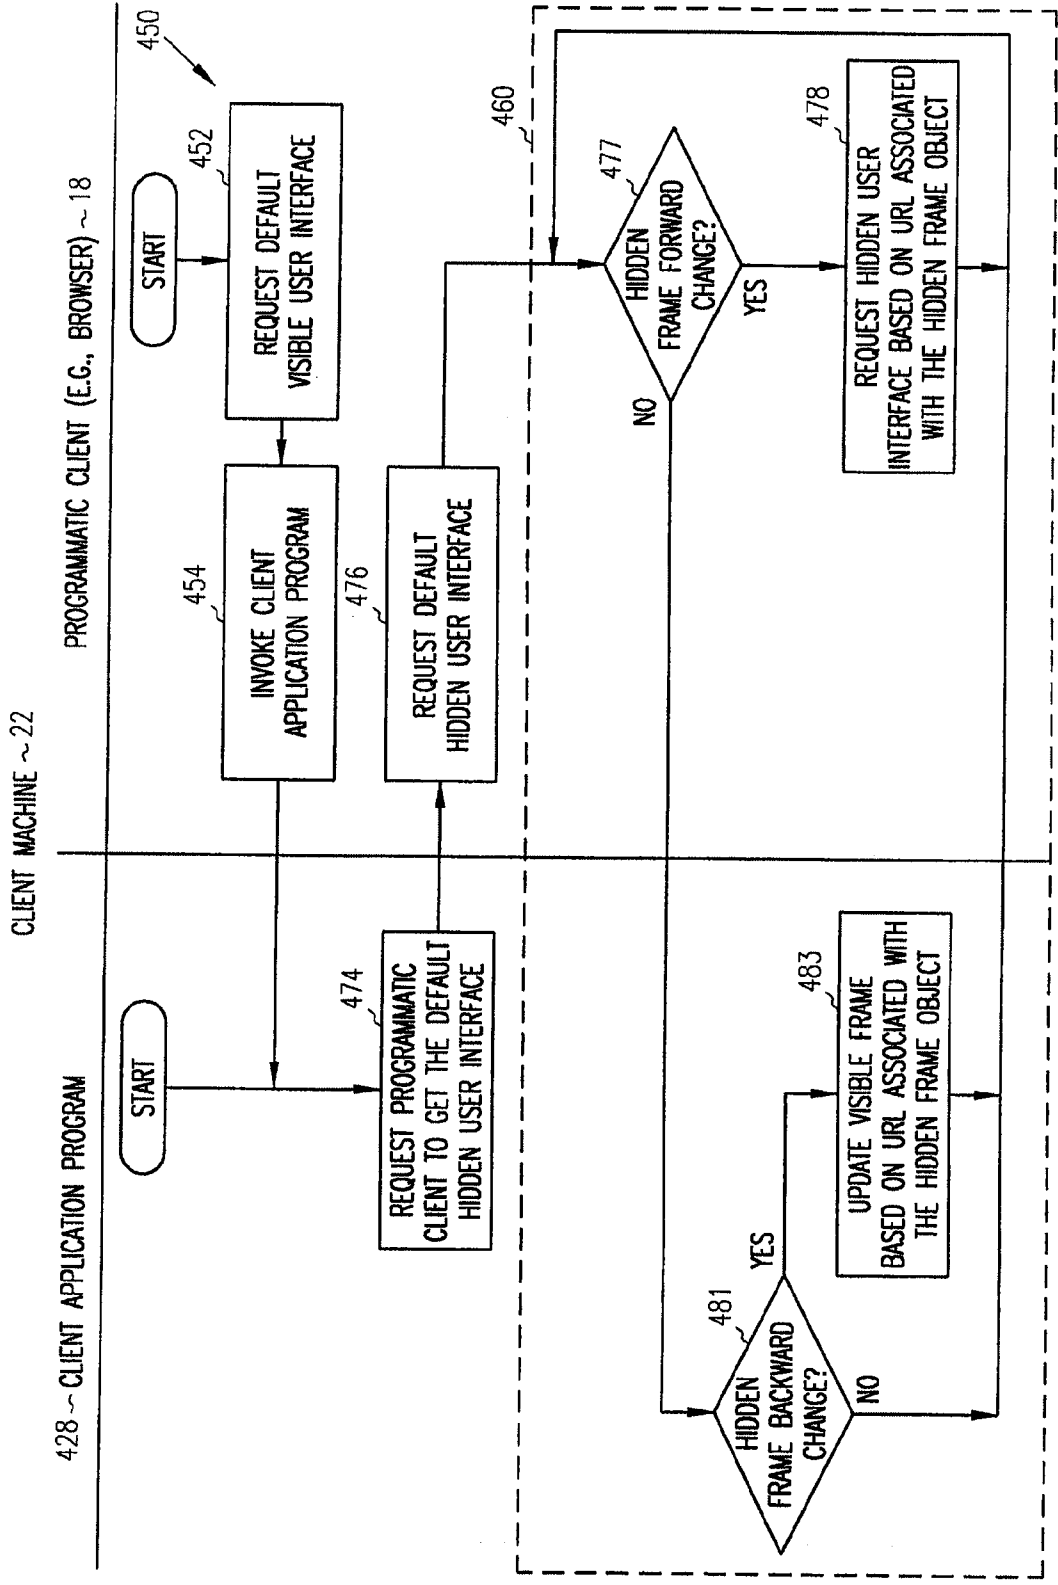 CLIENT MACHINE ~ 22
428 ~ CLIENT APPLICATION PROGRAM
PROGRAMMATIC CLIENT (E.G., BROWSER) ~ 18
450
START
START
452
REQUEST DEFAULT
VISIBLE USER INTERFACE
454
INVOKE CLIENT
APPLICATION PROGRAM
474
REQUEST PROGRAMMATIC
CLIENT TO GET THE DEFAULT
HIDDEN USER INTERFACE
476
REQUEST DEFAULT
HIDDEN USER INTERFACE
460
477
HIDDEN
FRAME FORWARD
CHANGE?
NO
YES
478
REQUEST HIDDEN USER
INTERFACE BASED ON URL ASSOCIATED
WITH THE HIDDEN FRAME OBJECT
481
HIDDEN
FRAME BACKWARD
CHANGE?
YES
NO
483
UPDATE VISIBLE FRAME
BASED ON URL ASSOCIATED WITH
THE HIDDEN FRAME OBJECT